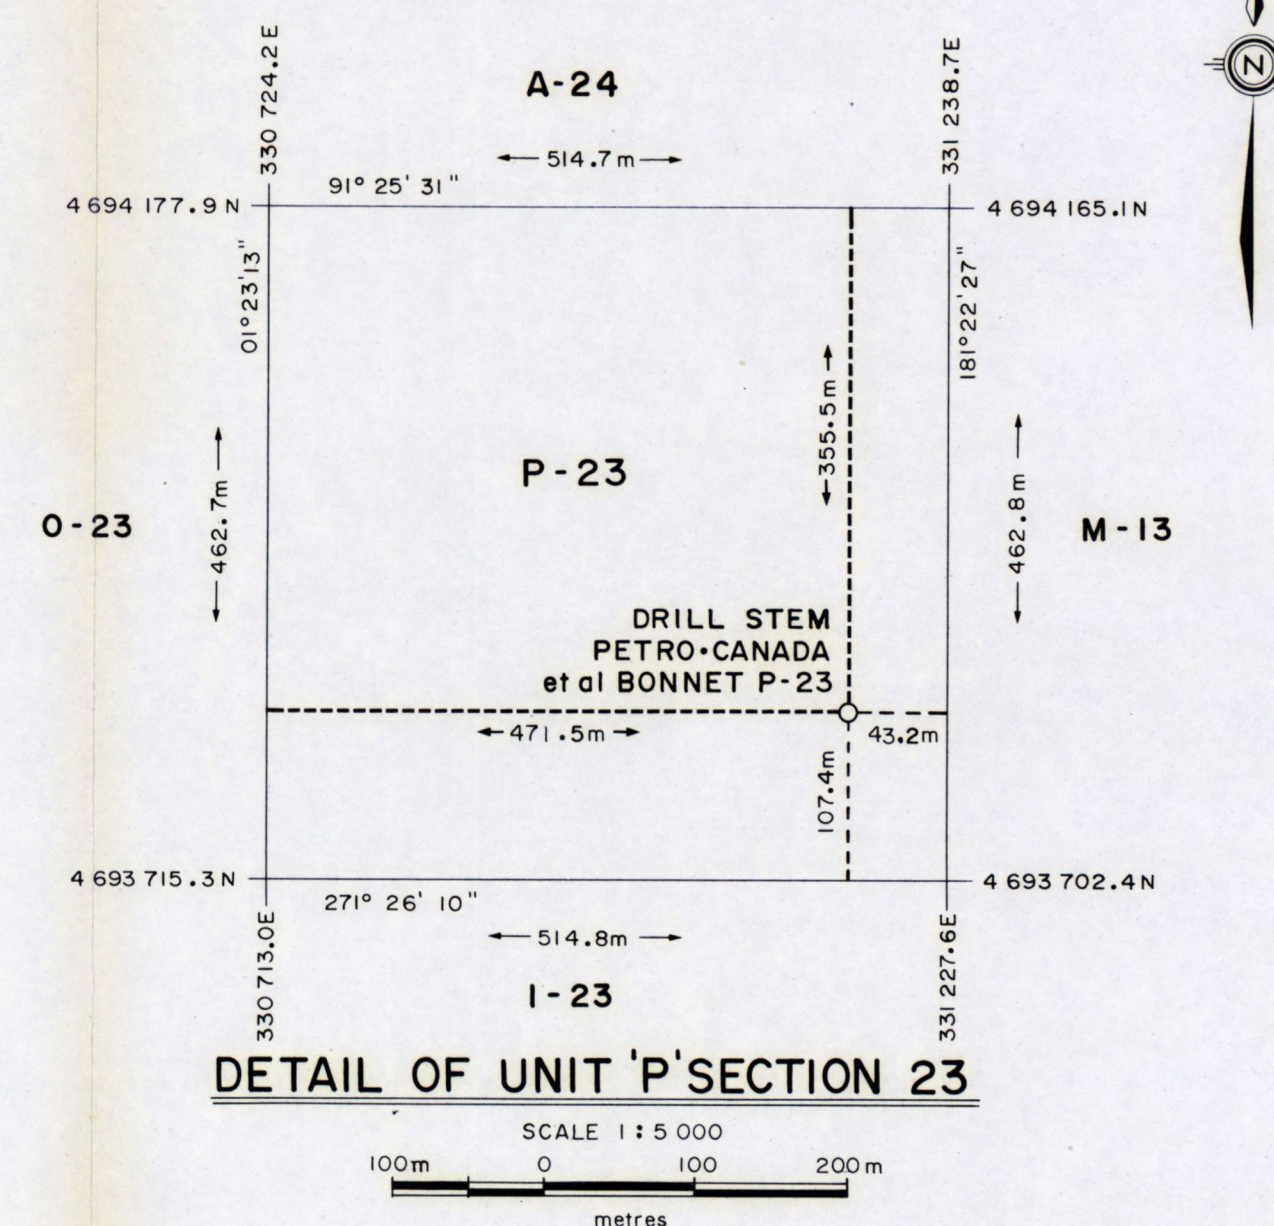 330 724.2E
A-24
331 238.7E
N
514.7m
91° 25' 31"
4 694 177.9 N
4 694 165.1N
01°23'13"
181°22'27"
355.5m
P-23
462.7m
O-23
462.8m
M-13
DRILL STEM
PETRO•CANADA
et al BONNET P-23
471.5m
43.2m
107.4m
4 693 715.3N
4 693 702.4N
271° 26' 10"
330 713.0E
514.8m
331 227.6E
I-23
DETAIL OF UNIT 'P' SECTION 23
SCALE 1:5 000
100m 0 100 200m
metres